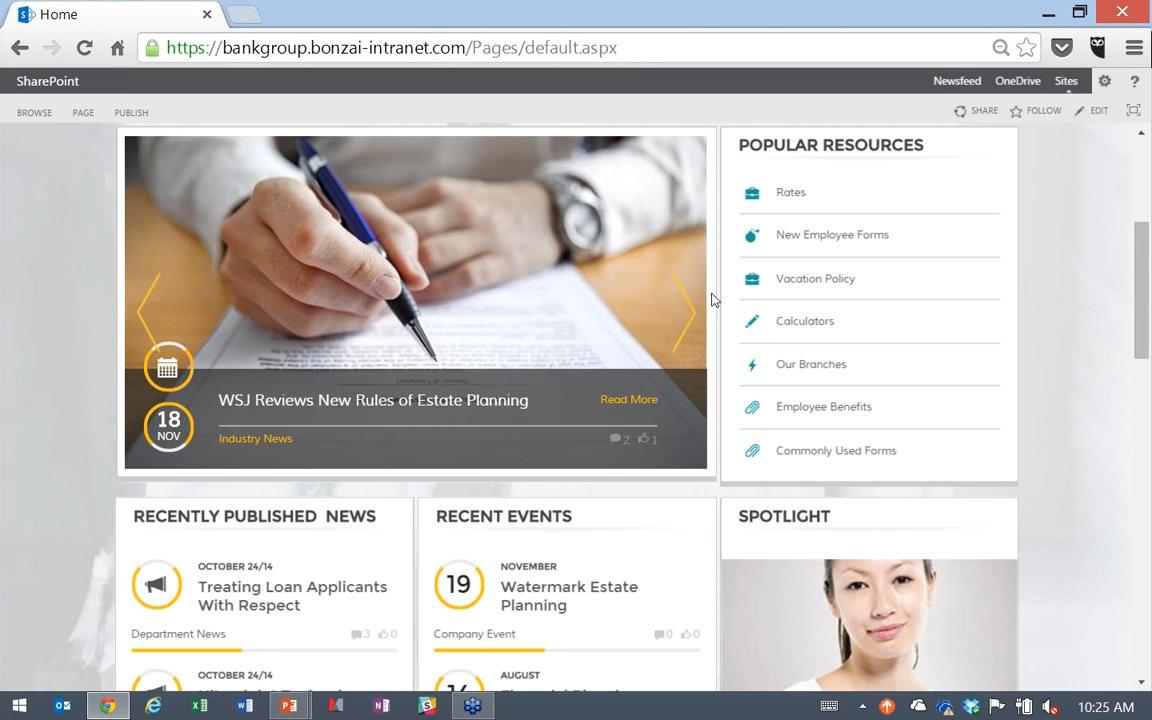 Home
https://bankgroup.bonzai-intranet.com/Pages/default.aspx
SharePoint
Newsfeed OneDrive Sites ?
BROWSE PAGE PUBLISH
SHARE FOLLOW EDIT
POPULAR RESOURCES
Rates
New Employee Forms
Vacation Policy
Calculators
Our Branches
Employee Benefits
Commonly Used Forms
WSJ Reviews New Rules of Estate Planning
Read More
18
NOV
Industry News
2 1
RECENTLY PUBLISHED NEWS
OCTOBER 24/14
Treating Loan Applicants
With Respect
Department News
3 0
OCTOBER 24/14
RECENT EVENTS
NOVEMBER
19
Watermark Estate
Planning
Company Event
0 0
AUGUST
SPOTLIGHT
10:25 AM